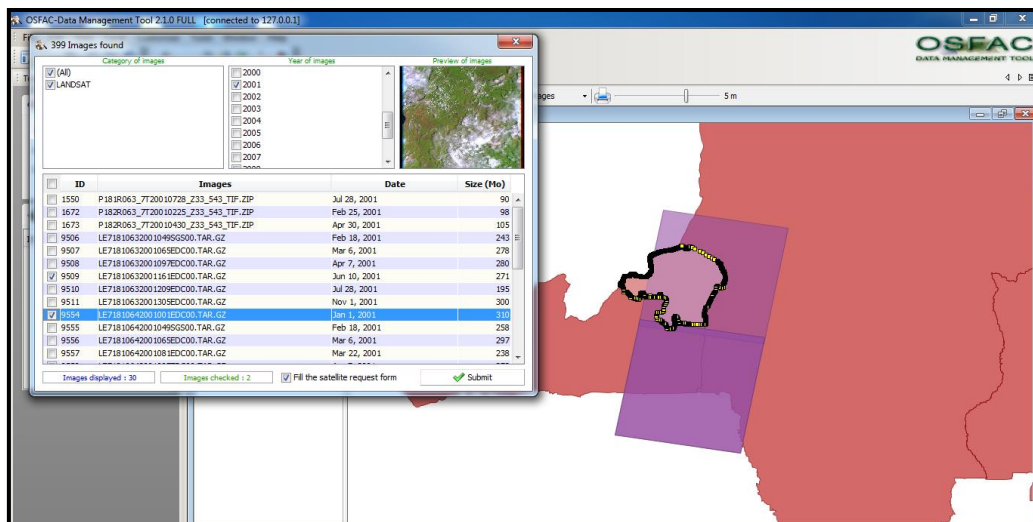 OSFAC-Data Management Tool 2.1.0 FULL [connected to 127.0.0.1]
399 Images found
OSFAC
DATA MANAGEMENT TOOL
Category of images
Year of images
Preview of images
(All)
LANDSAT
2000
2001
2002
2003
2004
2005
2006
2007
ages
5 m
ID Images Date Size (Mo)
1550 P181R063_7T20010728_Z33_543_TIF.ZIP Jul 28, 2001 90
1672 P182R063_7T20010225_Z33_543_TIF.ZIP Feb 25, 2001 98
1673 P182R063_7T20010430_Z33_543_TIF.ZIP Apr 30, 2001 105
9506 LE71810632001049SGS00.TAR.GZ Feb 18, 2001 243
9507 LE71810632001065EDC00.TAR.GZ Mar 6, 2001 278
9508 LE71810632001097EDC00.TAR.GZ Apr 7, 2001 280
9509 LE71810632001161EDC00.TAR.GZ Jun 10, 2001 271
9510 LE71810632001209EDC00.TAR.GZ Jul 28, 2001 195
9511 LE71810632001305EDC00.TAR.GZ Nov 1, 2001 300
9554 LE71810642001001EDC00.TAR.GZ Jan 1, 2001 310
9555 LE71810642001049SGS00.TAR.GZ Feb 18, 2001 258
9556 LE71810642001065EDC00.TAR.GZ Mar 6, 2001 297
9557 LE71810642001081EDC00.TAR.GZ Mar 22, 2001 238
Images displayed : 30
Images checked : 2
Fill the satellite request form
Submit